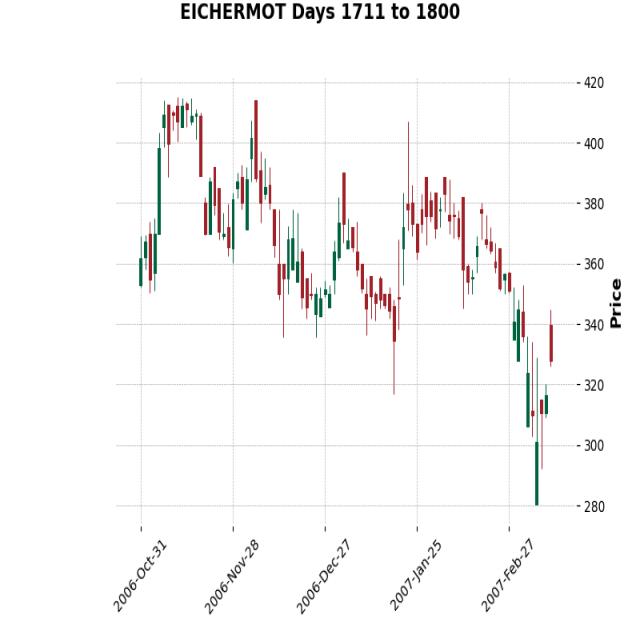 EICHERMOT Days 1711 to 1800
420
400
380
360
340
320
300
280
Price
2006-Oct-31
2006-Nov-28
2006-Dec-27
2007-Jan-25
2007-Feb-27